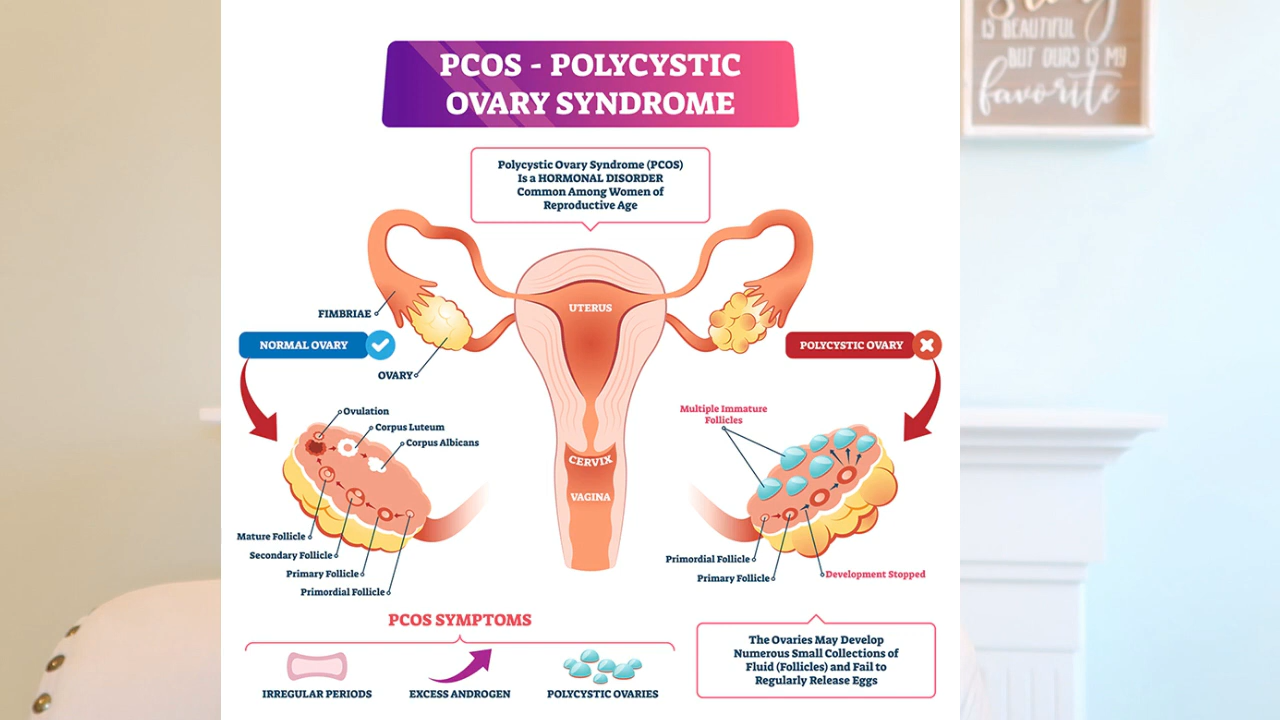 Story
IS BEAUTIFUL
BUT OURS IS MY
favorite
PCOS - POLYCYSTIC
OVARY SYNDROME
Polycystic Ovary Syndrome (PCOS)
Is a HORMONAL DISORDER
Common Among Women of
Reproductive Age
UTERUS
FIMBRIAE
NORMAL OVARY
POLYCYSTIC OVARY
OVARY
Ovulation
Corpus Luteum
Corpus Albicans
Multiple Immature
Follicles
CERVIX
VAGINA
Mature Follicle
Secondary Follicle
Primary Follicle
Primordial Follicle
Primordial Follicle
Primary Follicle
Development Stopped
PCOS SYMPTOMS
IRREGULAR PERIODS
EXCESS ANDROGEN
POLYCYSTIC OVARIES
The Ovaries May Develop
Numerous Small Collections of
Fluid (Follicles) and Fail to
Regularly Release Eggs